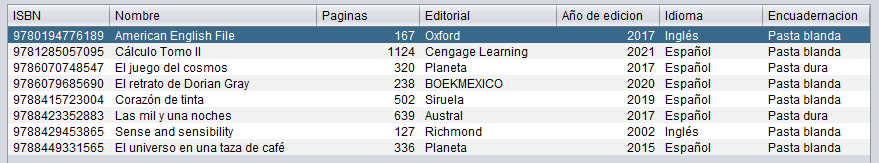 ISBN Nombre Paginas Editorial Año de edicion Idioma Encuadernacion
9780194776189 American English File 167 Oxford 2017 Inglés Pasta blanda
9781285057095 Cálculo Tomo II 1124 Cengage Learning 2021 Español Pasta blanda
9786070748547 El juego del cosmos 320 Planeta 2017 Español Pasta dura
9786079685690 El retrato de Dorian Gray 238 BOEKMEXICO 2020 Español Pasta blanda
9788415723004 Corazón de tinta 502 Siruela 2019 Español Pasta blanda
9788423352883 Las mil y una noches 639 Austral 2017 Español Pasta dura
9788429453865 Sense and sensibility 127 Richmond 2002 Inglés Pasta blanda
9788449331565 El universo en una taza de café 336 Planeta 2015 Español Pasta blanda